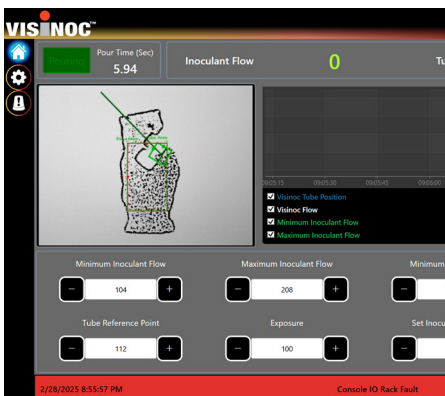 VISINOC™
Pouring
Pour Time (Sec)
5.94
Inoculant Flow
0
Tu
09:05:15
09:05:30
09:05:45
09:06:00
Visinoc Tube Position
Visinoc Flow
Minimum Inoculant Flow
Maximum Inoculant Flow
Minimum Inoculant Flow
Maximum Inoculant Flow
Minimum
− 104 +
− 208 +
−
Tube Reference Point
Exposure
Set Inocu
− 112 +
− 100 +
−
2/28/2025 8:55:57 PM
Console IO Rack Fault